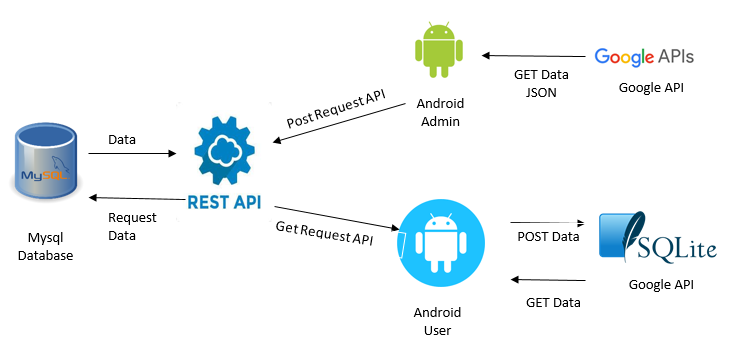 Google APIs
GET Data
JSON
Google API
Post Request API
Android
Admin
Data
MySQL
REST API
Request
Data
Mysql
Database
Get Request API
POST Data
SQLite
Google API
GET Data
Android
User